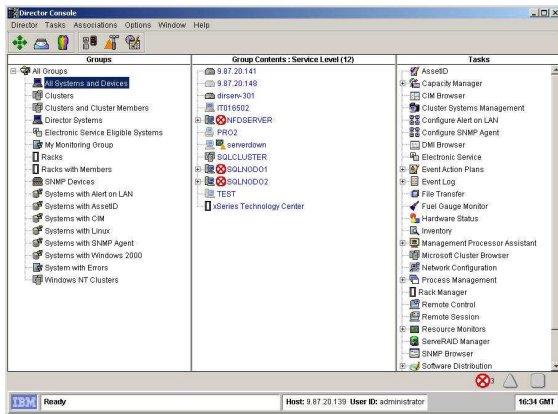 Director Console
Director Tasks Associations Options Window Help
Groups
All Groups
All Systems and Devices
Clusters
Clusters and Cluster Members
Director Systems
Electronic Service Eligible Systems
My Monitoring Group
Racks
Racks with Members
SNMP Devices
Systems with Alert on LAN
Systems with AssetID
Systems with CIM
Systems with Linux
Systems with SNMP Agent
Systems with Windows 2000
System with Errors
Windows NT Clusters
Group Contents : Service Level (12)
9.87.20.141
9.87.20.148
dirserv-301
IT016502
NFDSERVER
PRO2
serverdown
SQLCLUSTER
SQLNODO1
SQLNODO2
TEST
xSeries Technology Center
Tasks
AssetID
Capacity Manager
CIM Browser
Cluster Systems Management
Configure Alert on LAN
Configure SNMP Agent
DMI Browser
Electronic Service
Event Action Plans
Event Log
File Transfer
Fuel Gauge Monitor
Hardware Status
Inventory
Management Processor Assistant
Microsoft Cluster Browser
Network Configuration
Process Management
Rack Manager
Remote Control
Remote Session
Resource Monitors
ServeRAID Manager
SNMP Browser
Software Distribution
3
IBM Ready Host: 9.87.20.139 User ID: administrator 16:34 GMT